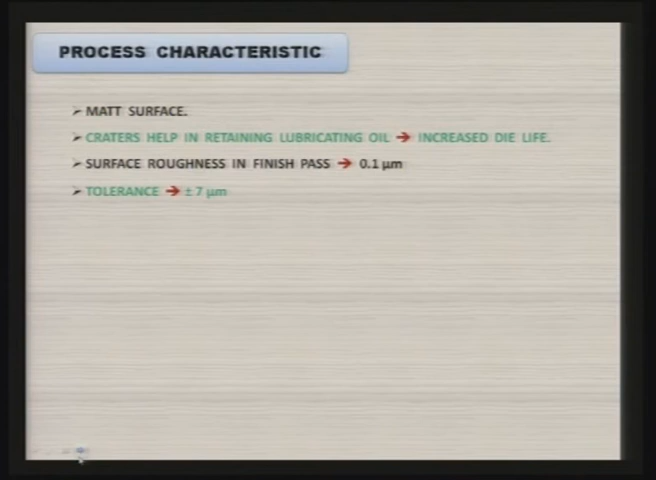 PROCESS CHARACTERISTIC
➢ MATT SURFACE.
➢ CRATERS HELP IN RETAINING LUBRICATING OIL ➔ INCREASED DIE LIFE.
➢ SURFACE ROUGHNESS IN FINISH PASS ➔ 0.1 µm
➢ TOLERANCE ➔ ± 7 µm